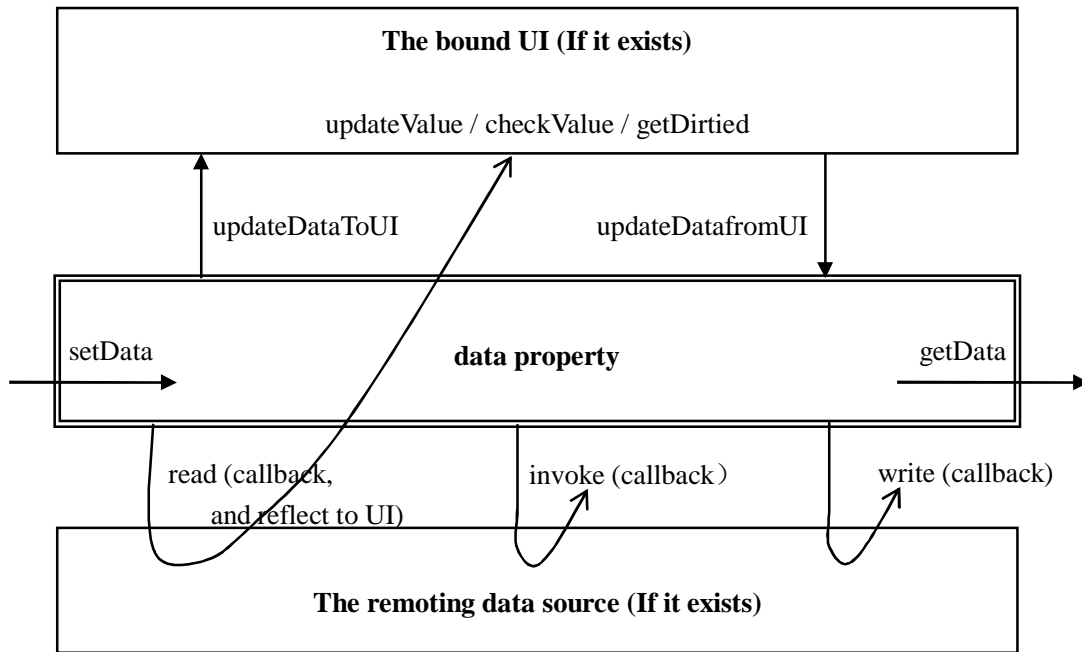 The bound UI (If it exists)
updateValue / checkValue / getDirtied
updateDataToUI
updateDatafromUI
setData
data property
getData
read (callback,
and reflect to UI)
invoke (callback）
write (callback)
The remoting data source (If it exists)